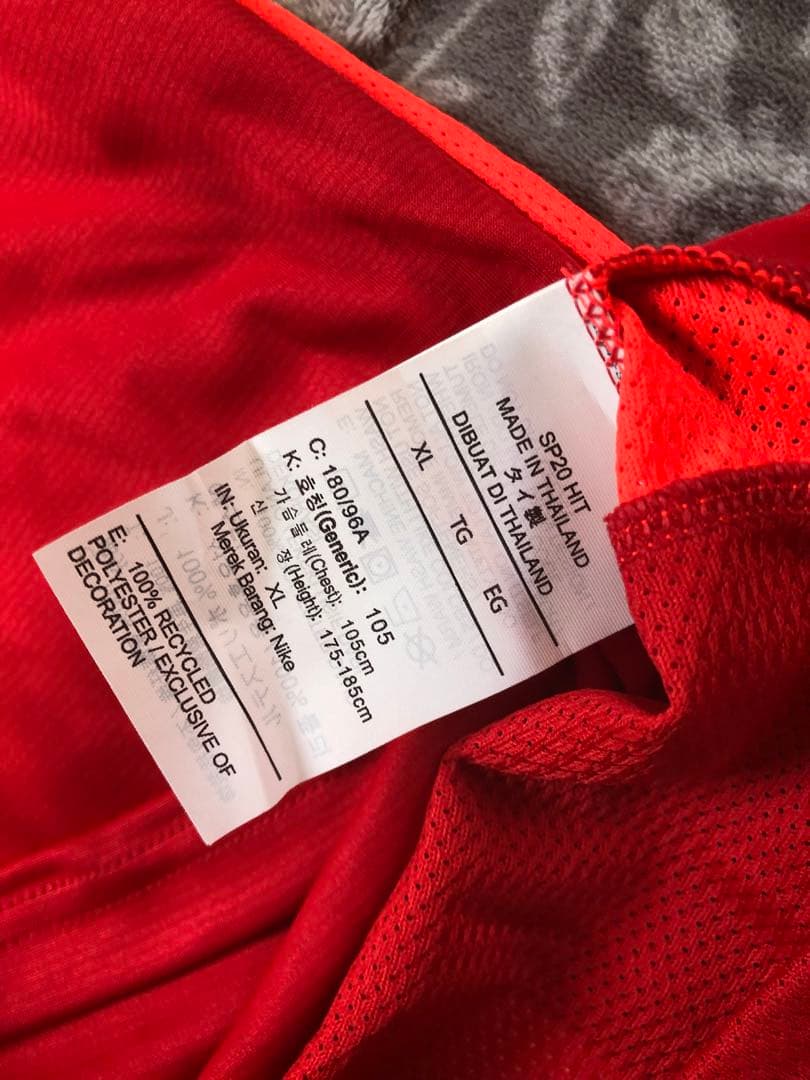 SP20 HIT
MADE IN THAILAND
タイ製
DIBUAT DI THAILAND
XL TG EG
C: 180/96A
K: 호칭(Generic): 105
가슴둘레(Chest): 105cm
신 장(Height): 175-185cm
IN: Ukuran: XL
Merek Barang: Nike
E: 100% RECYCLED
POLYESTER / EXCLUSIVE OF
DECORATION